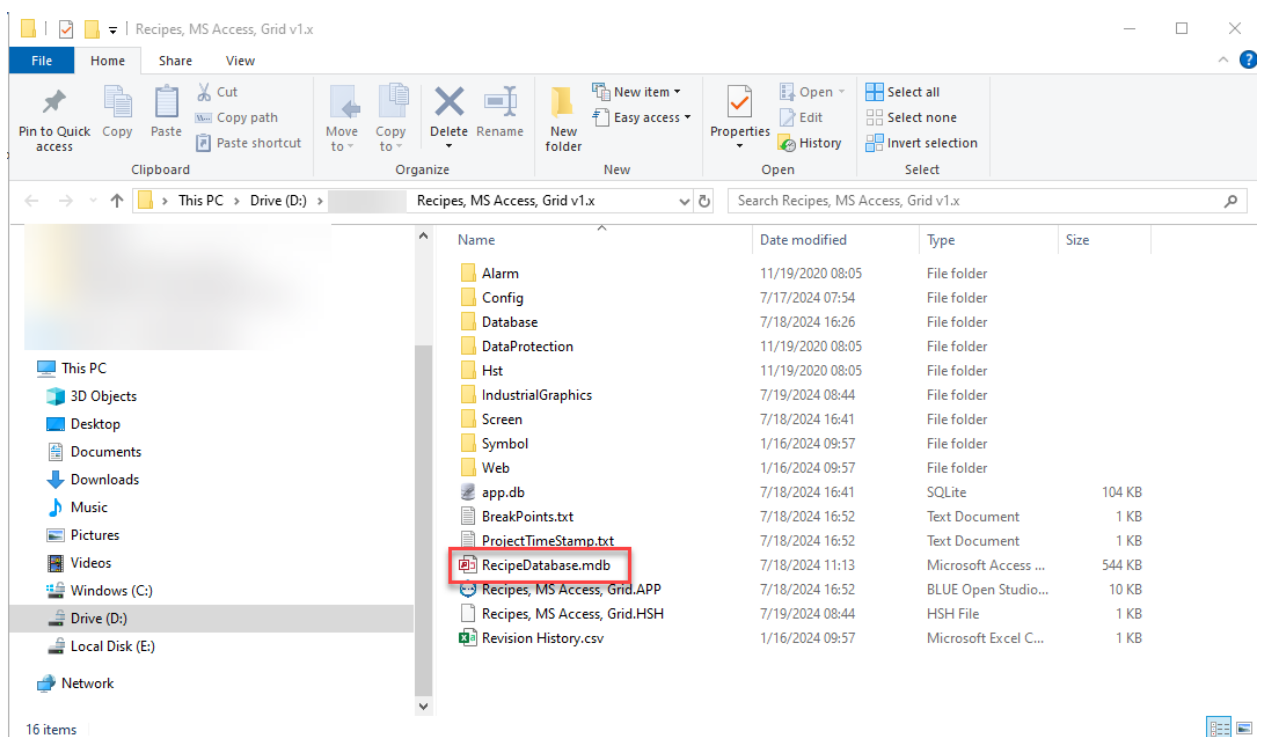 Recipes, MS Access, Grid v1.x
File Home Share View
Pin to Quick access
Copy
Paste
Cut
Copy path
Paste shortcut
Move to
Copy to
Delete
Rename
New folder
New item
Easy access
Properties
Open
Edit
History
Select all
Select none
Invert selection
Clipboard Organize New Open Select
This PC > Drive (D:) > Recipes, MS Access, Grid v1.x
Search Recipes, MS Access, Grid v1.x
This PC
3D Objects
Desktop
Documents
Downloads
Music
Pictures
Videos
Windows (C:)
Drive (D:)
Local Disk (E:)
Network
Name Date modified Type Size
Alarm 11/19/2020 08:05 File folder
Config 7/17/2024 07:54 File folder
Database 7/18/2024 16:26 File folder
DataProtection 11/19/2020 08:05 File folder
Hst 11/19/2020 08:05 File folder
IndustrialGraphics 7/19/2024 08:44 File folder
Screen 7/18/2024 16:41 File folder
Symbol 1/16/2024 09:57 File folder
Web 1/16/2024 09:57 File folder
app.db 7/18/2024 16:41 SQLite 104 KB
BreakPoints.txt 7/18/2024 16:52 Text Document 1 KB
ProjectTimeStamp.txt 7/18/2024 16:52 Text Document 1 KB
RecipeDatabase.mdb 7/18/2024 11:13 Microsoft Access ... 544 KB
Recipes, MS Access, Grid.APP 7/18/2024 16:52 BLUE Open Studio... 10 KB
Recipes, MS Access, Grid.HSH 7/19/2024 08:44 HSH File 1 KB
Revision History.csv 1/16/2024 09:57 Microsoft Excel C... 1 KB
16 items